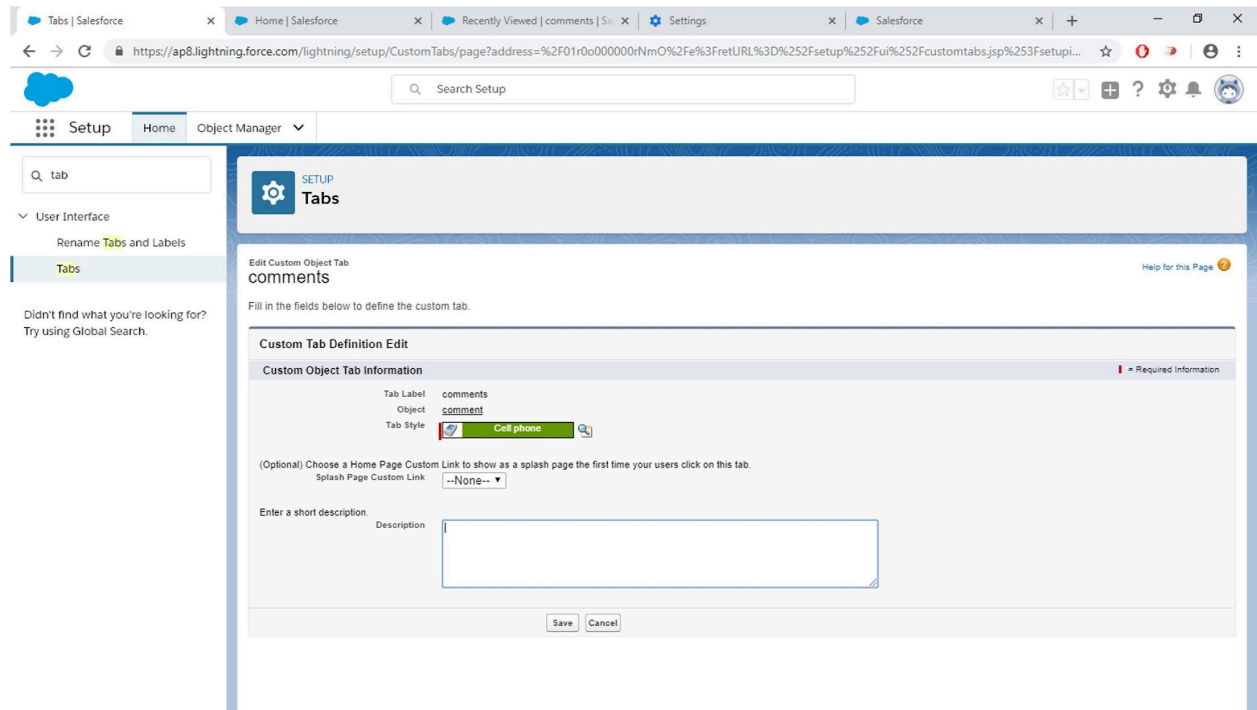 Tabs | Salesforce
Home | Salesforce
Recently Viewed | comments | Sa
Settings
Salesforce
https://ap8.lightning.force.com/lightning/setup/CustomTabs/page?address=%2F01r0o000000rNmO%2Fe%3FretURL%3D%252Fsetup%252Fui%252Fcustomtabs.jsp%253Fsetupi...
Search Setup
Setup
Home
Object Manager
tab
SETUP
Tabs
User Interface
Rename Tabs and Labels
Tabs
Didn't find what you're looking for?
Try using Global Search.
Edit Custom Object Tab
comments
Help for this Page
Fill in the fields below to define the custom tab.
Custom Tab Definition Edit
Custom Object Tab Information
= Required Information
Tab Label comments
Object comment
Tab Style Cell phone
(Optional) Choose a Home Page Custom Link to show as a splash page the first time your users click on this tab.
Splash Page Custom Link --None--
Enter a short description.
Description
Save Cancel